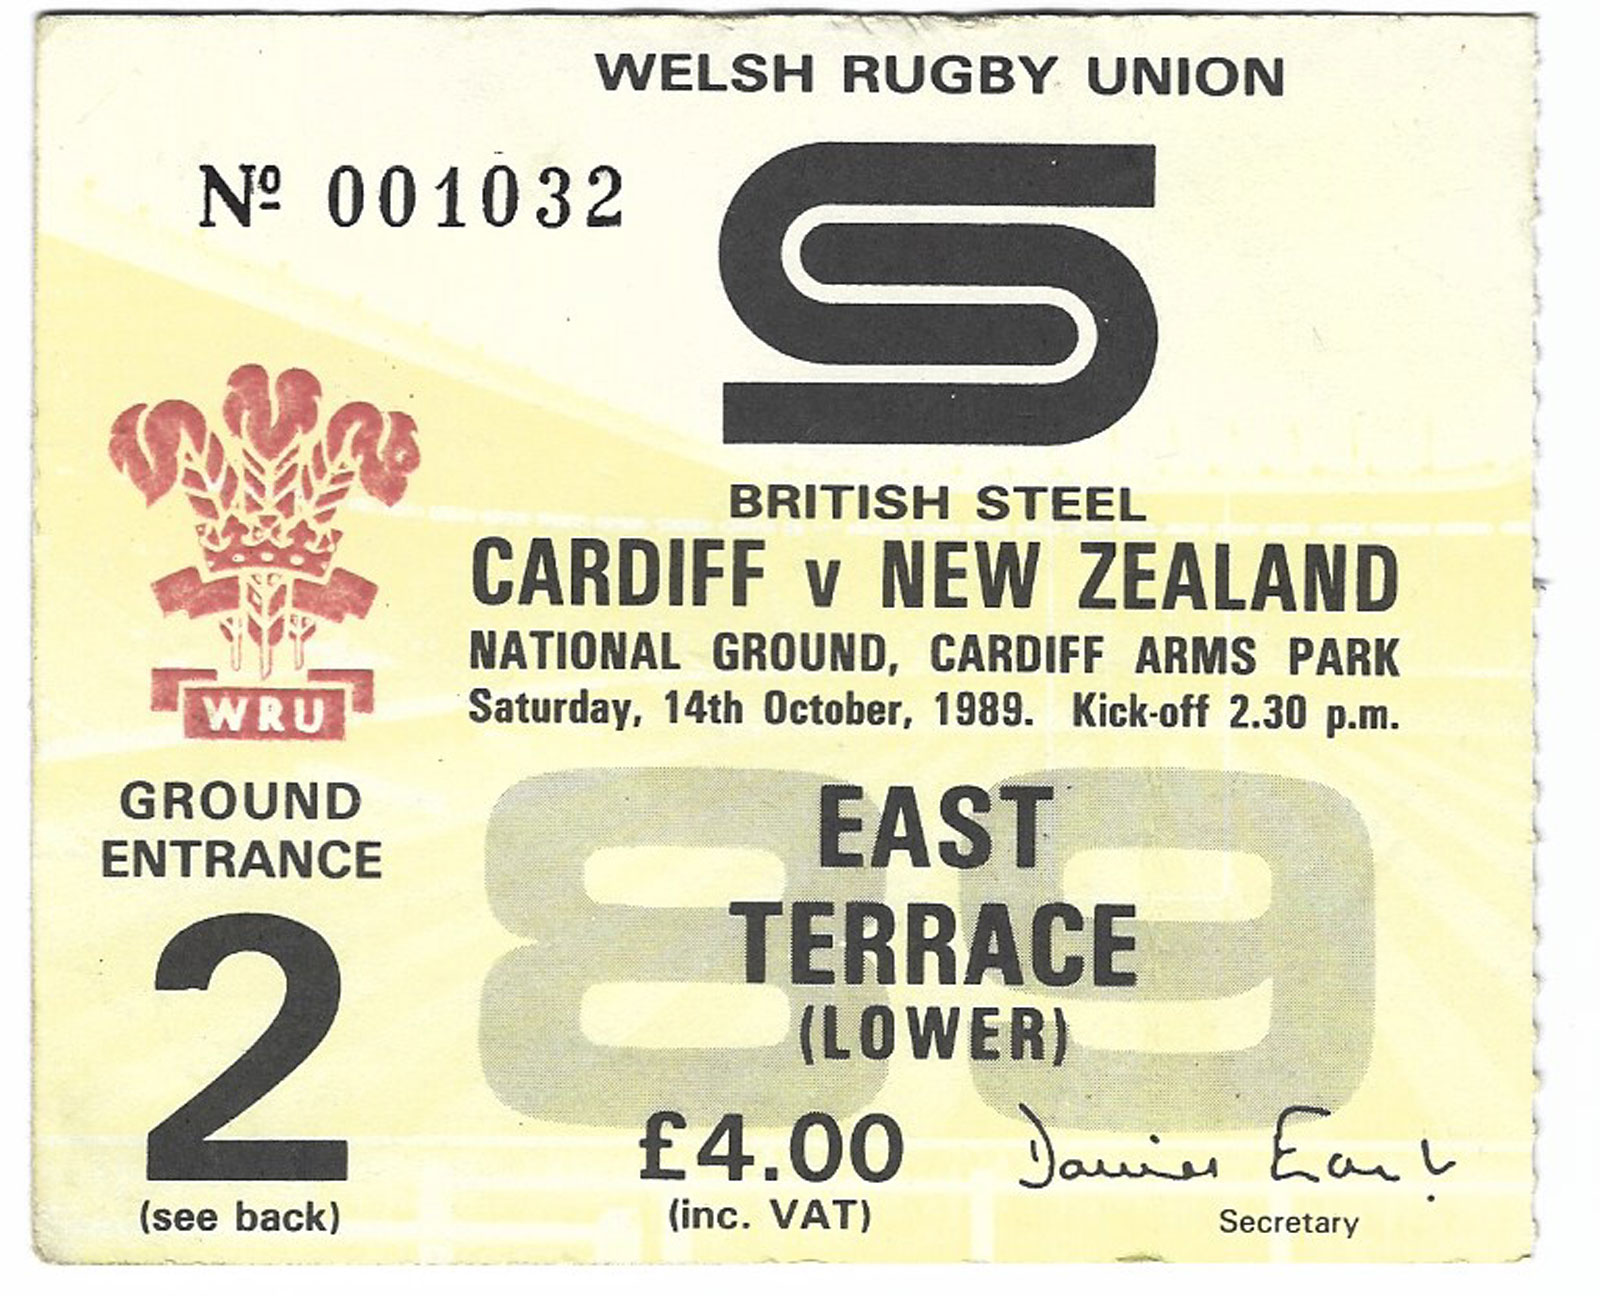 WELSH RUGBY UNION
Nº 001032
BRITISH STEEL
CARDIFF v NEW ZEALAND
NATIONAL GROUND, CARDIFF ARMS PARK
Saturday, 14th October, 1989. Kick-off 2.30 p.m.
WRU
GROUND
ENTRANCE
2
(see back)
89
EAST
TERRACE
(LOWER)
£4.00
(inc. VAT)
Secretary